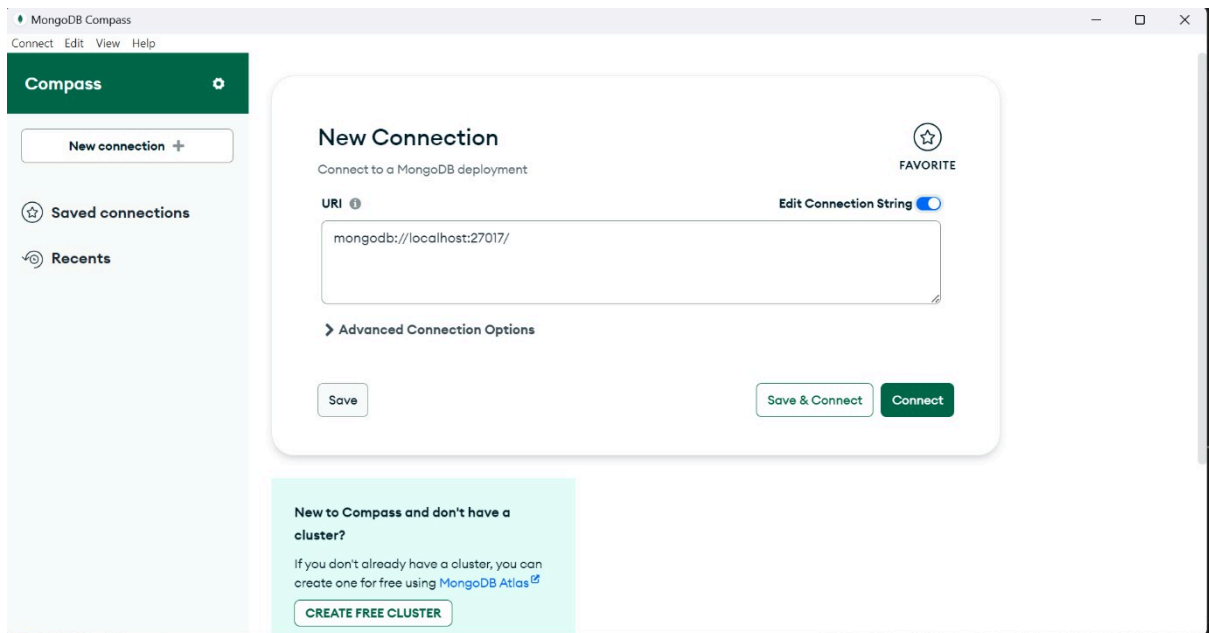 MongoDB Compass
Connect Edit View Help
Compass
New connection +
Saved connections
Recents
New Connection
Connect to a MongoDB deployment
FAVORITE
URI
Edit Connection String
mongodb://localhost:27017/
Advanced Connection Options
Save
Save & Connect
Connect
New to Compass and don't have a
cluster?
If you don't already have a cluster, you can
create one for free using MongoDB Atlas
CREATE FREE CLUSTER